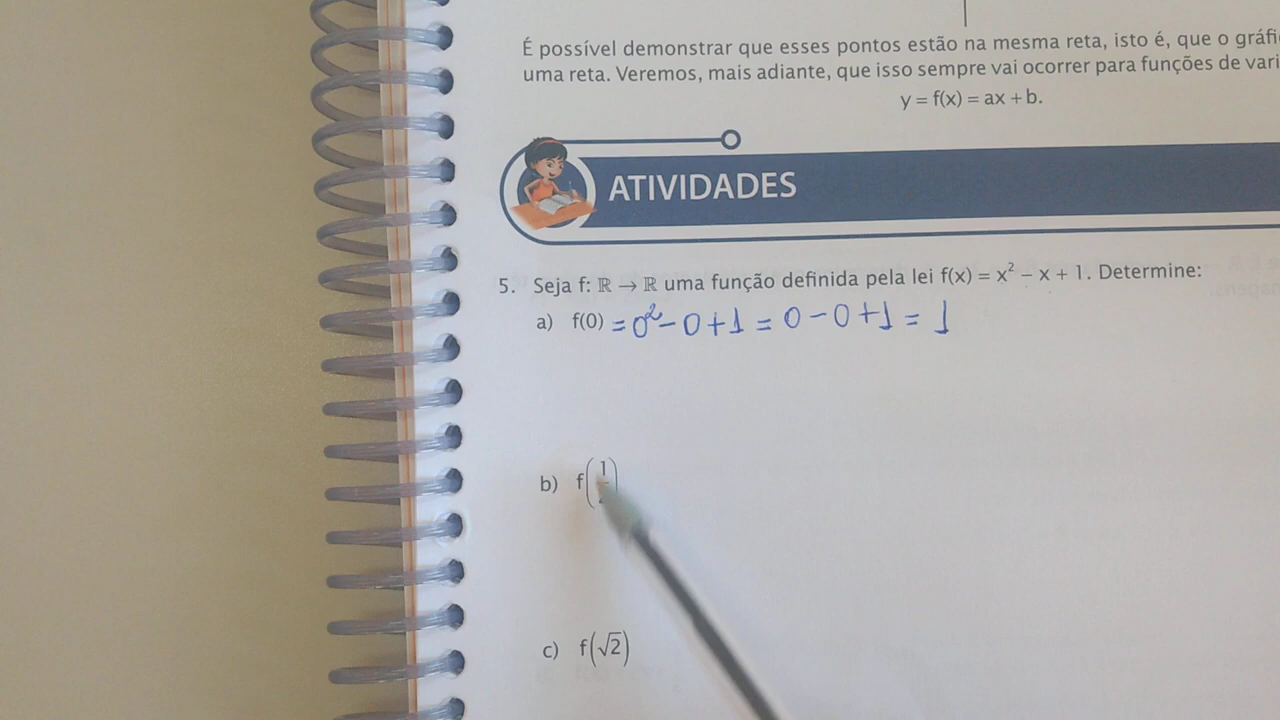 É possível demonstrar que esses pontos estão na mesma reta, isto é, que o
uma reta. Veremos, mais adiante, que isso sempre vai ocorrer para funções de
y = f(x) = ax + b.
ATIVIDADES
5. Seja f: ℝ → ℝ uma função definida pela lei f(x) = x² − x + 1. Determine:
a) f(0) = 0² − 0 + 1 = 0 − 0 + 1 = 1
b) f(1
c) f(√2)